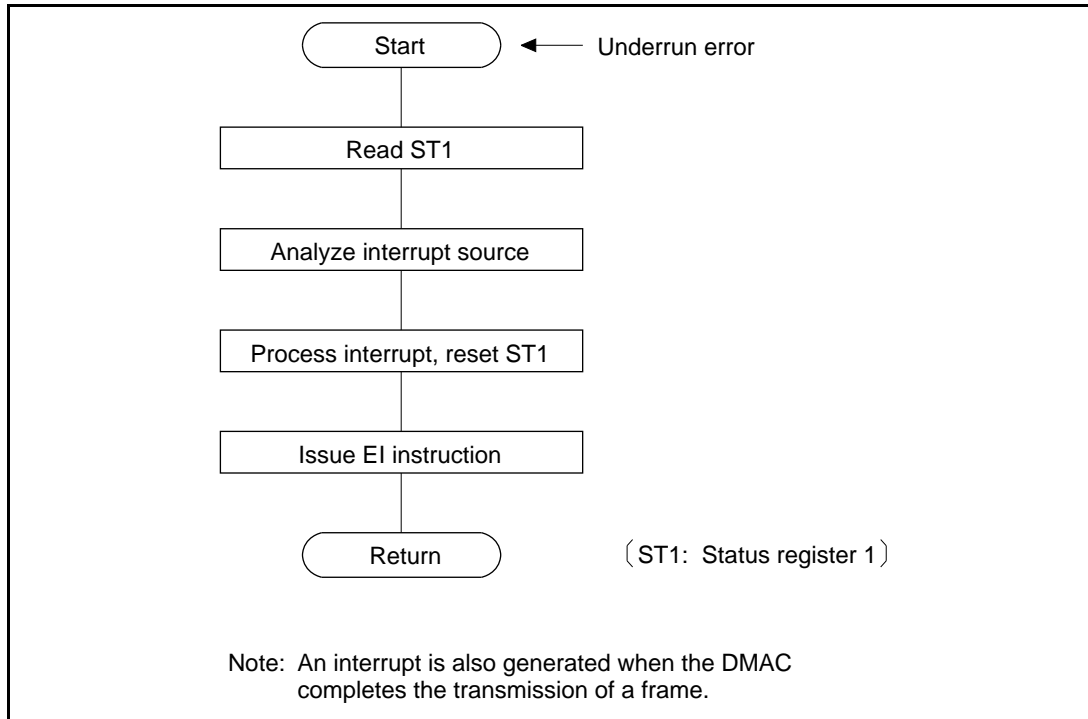 Start
Underrun error
Read ST1
Analyze interrupt source
Process interrupt, reset ST1
Issue EI instruction
Return
(ST1: Status register 1)
Note: An interrupt is also generated when the DMAC
completes the transmission of a frame.